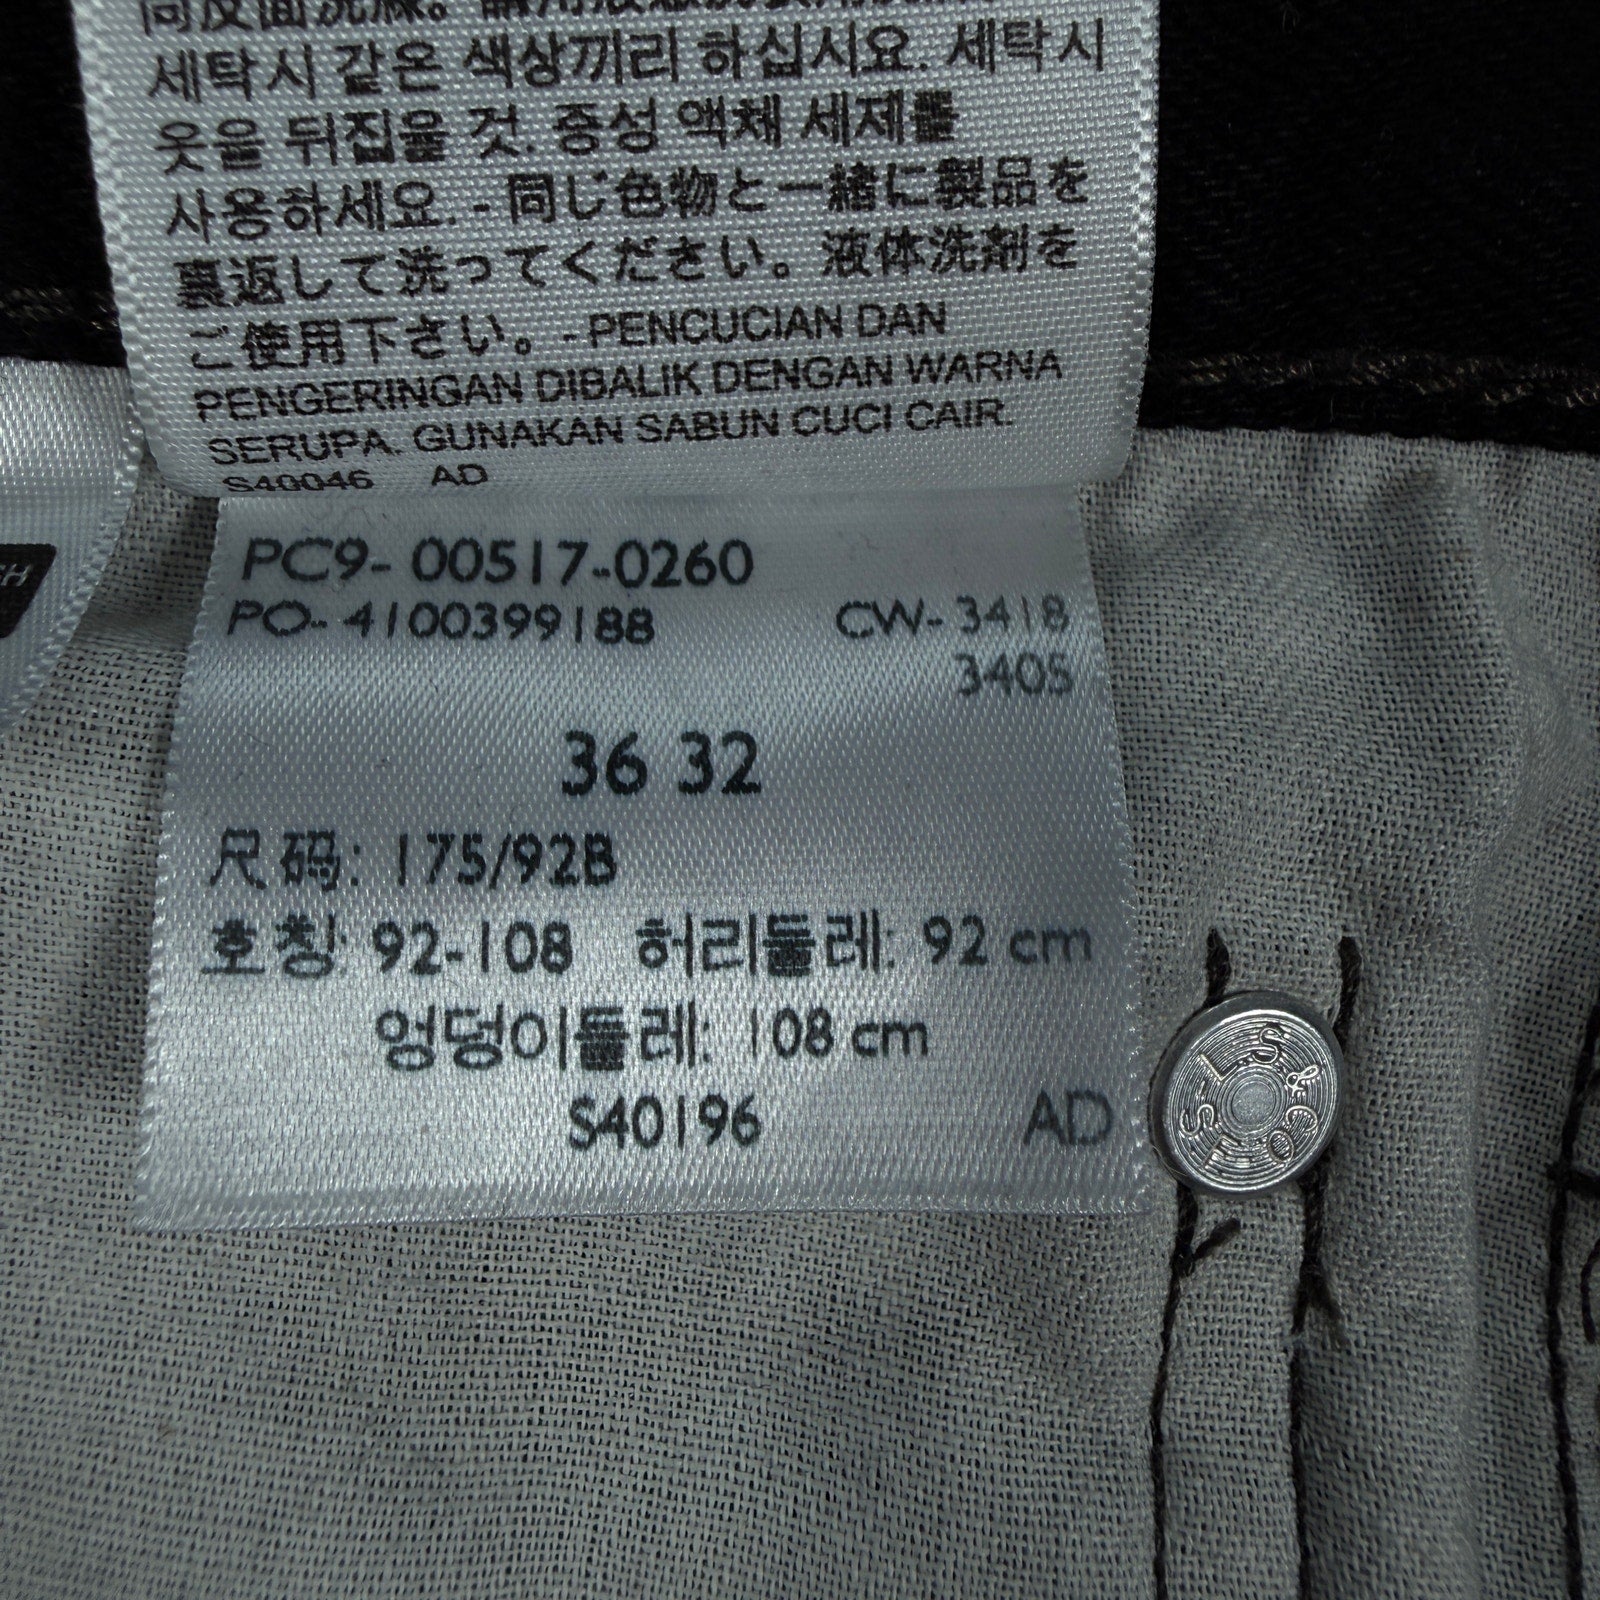 세탁시 같은 색상끼리 하십시요. 세탁시
옷을 뒤집을 것. 중성 액체 세제를
사용하세요. - 同じ色物と一緒に製品を
裏返して洗ってください。液体洗剤を
ご使用下さい。- PENCUCIAN DAN
PENGERINGAN DIBALIK DENGAN WARNA
SERUPA. GUNAKAN SABUN CUCI CAIR.
S40046 AD
PC9- 00517-0260
PO- 4100399188 CW- 3418
3405
36 32
尺码: 175/92B
호칭: 92-108 허리둘레: 92 cm
엉덩이둘레: 108 cm
S40196 AD
LS&CO